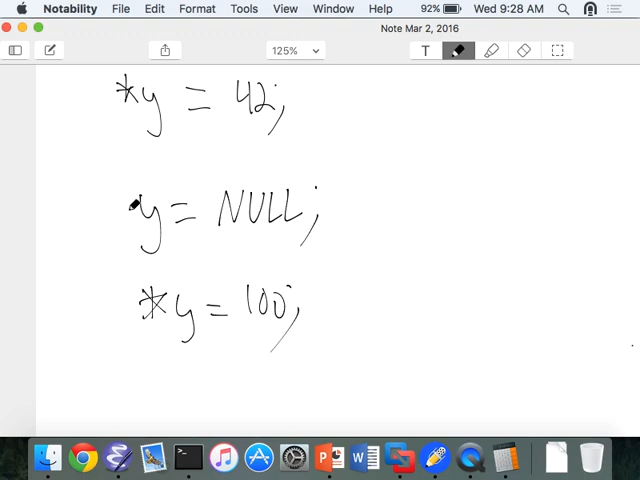 Notability File Edit Format Tools View Window Help 92% Wed 9:28 AM
Note Mar 2, 2016
125% T
*y = 42;
y = NULL;
*y = 100;